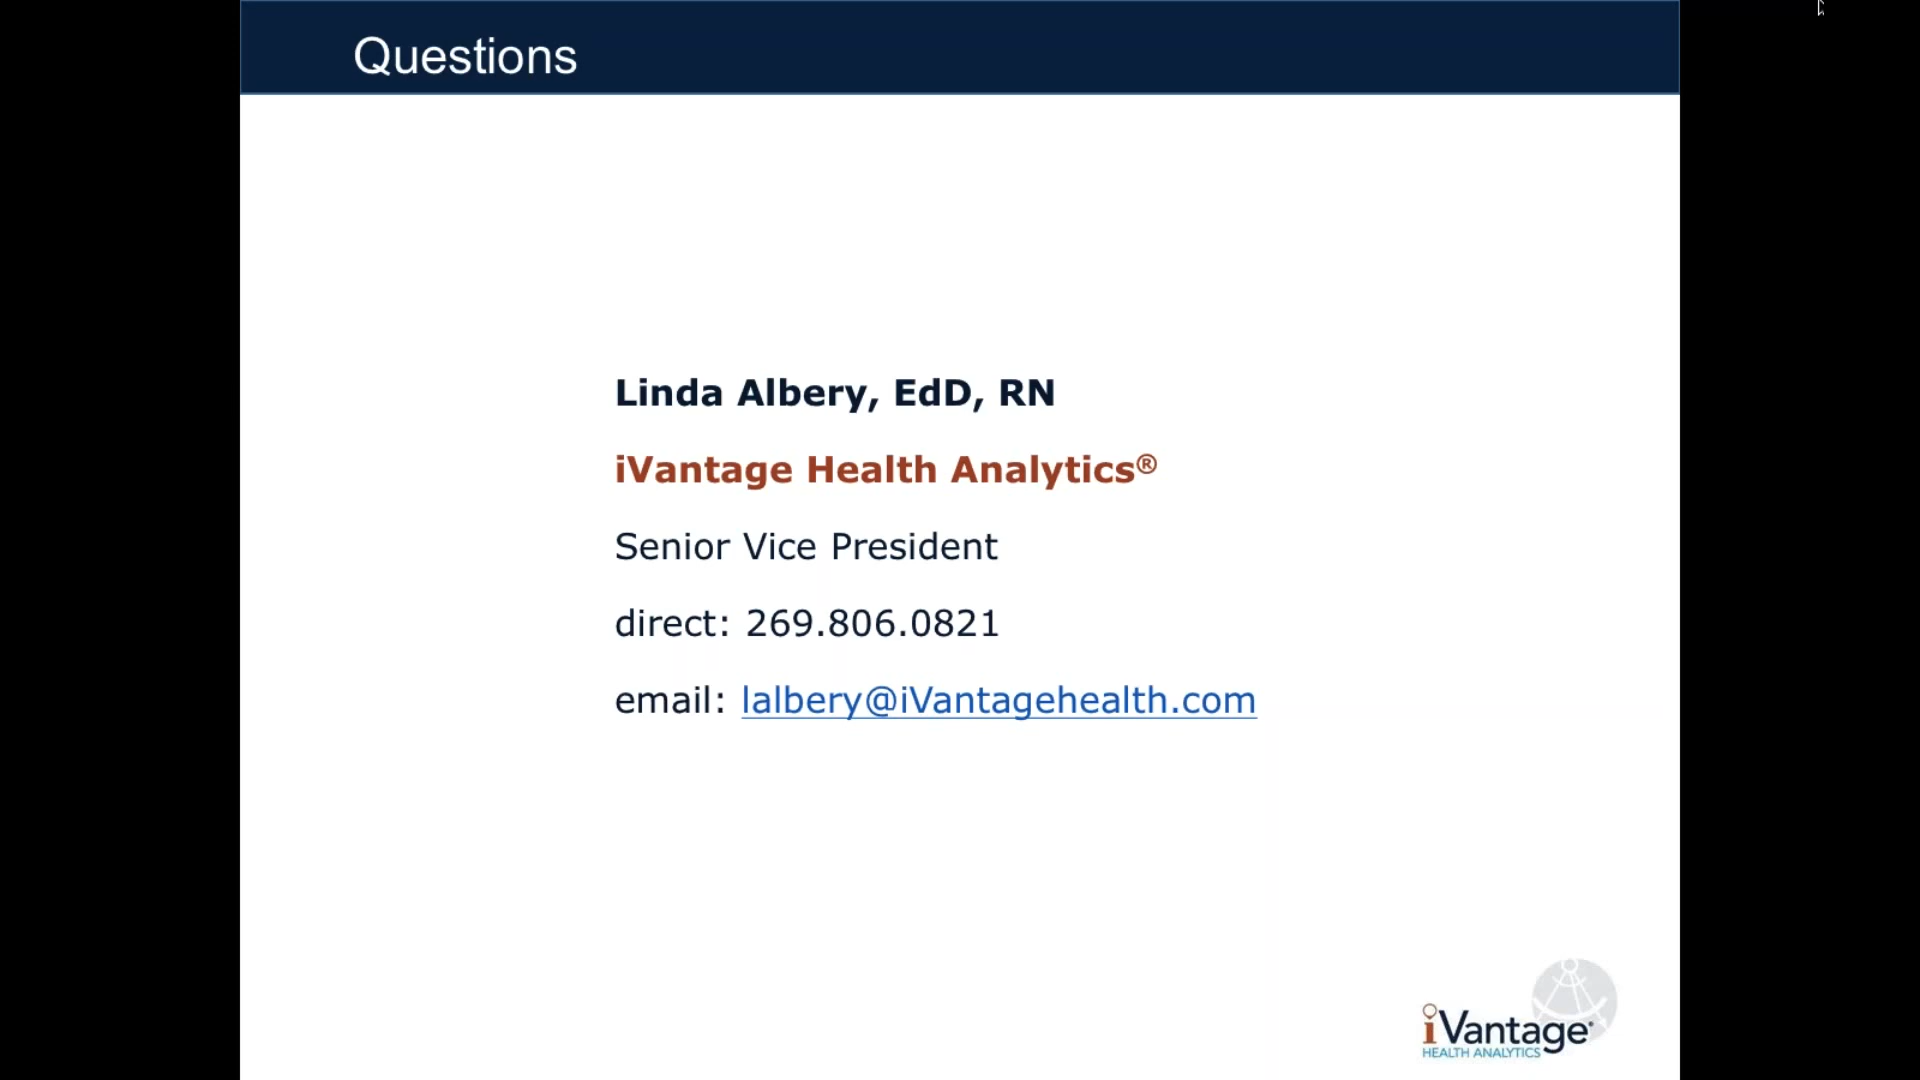 Questions
Linda Albery, EdD, RN
iVantage Health Analytics®
Senior Vice President
direct: 269.806.0821
email: lalbery@iVantagehealth.com
iVantage
HEALTH ANALYTICS